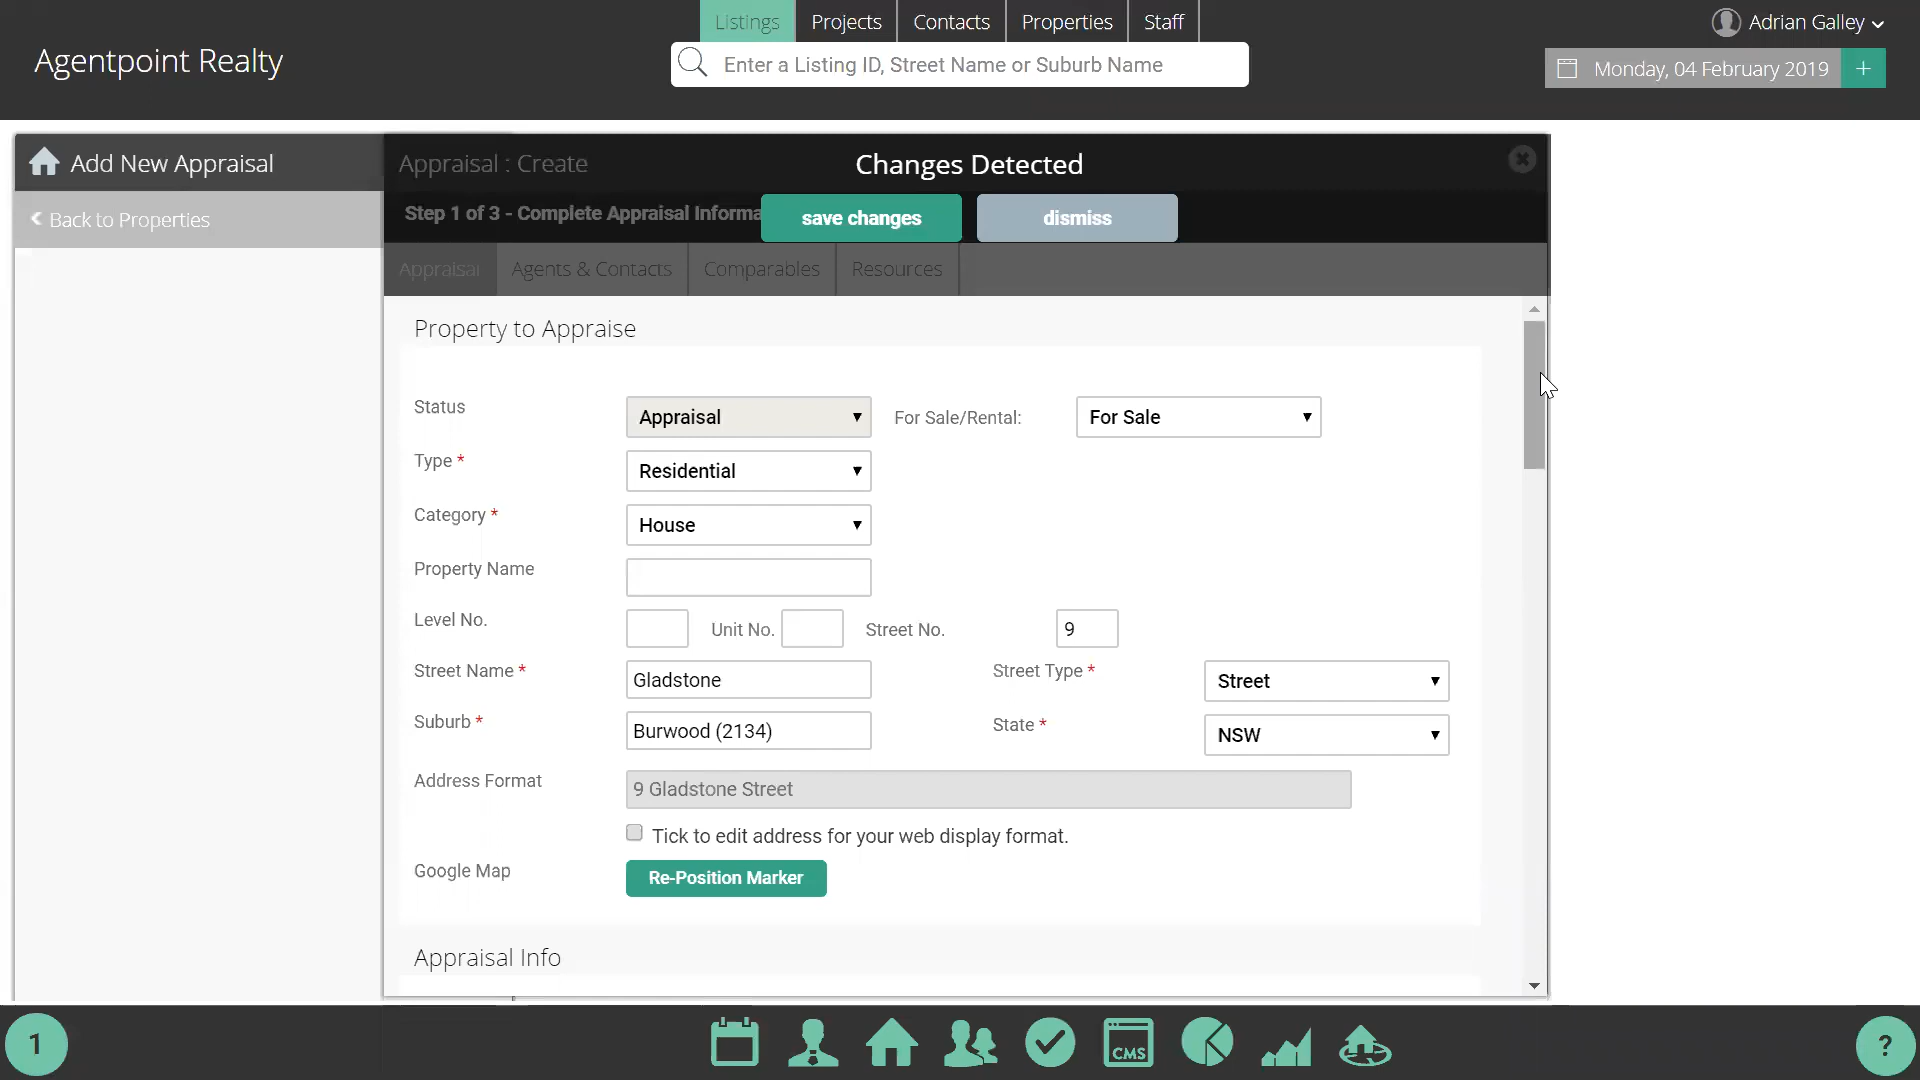 Listings Projects Contacts Properties Staff
Adrian Galley
Agentpoint Realty
Enter a Listing ID, Street Name or Suburb Name
Monday, 04 February 2019 +
Add New Appraisal
Back to Properties
Appraisal : Create
Changes Detected
Step 1 of 3 - Complete Appraisal Informa
save changes
dismiss
Appraisal Agents & Contacts Comparables Resources
Property to Appraise
Status Appraisal For Sale/Rental: For Sale
Type * Residential
Category * House
Property Name
Level No. Unit No. Street No. 9
Street Name * Gladstone Street Type * Street
Suburb * Burwood (2134) State * NSW
Address Format 9 Gladstone Street
Tick to edit address for your web display format.
Google Map Re-Position Marker
Appraisal Info
1 CMS ?